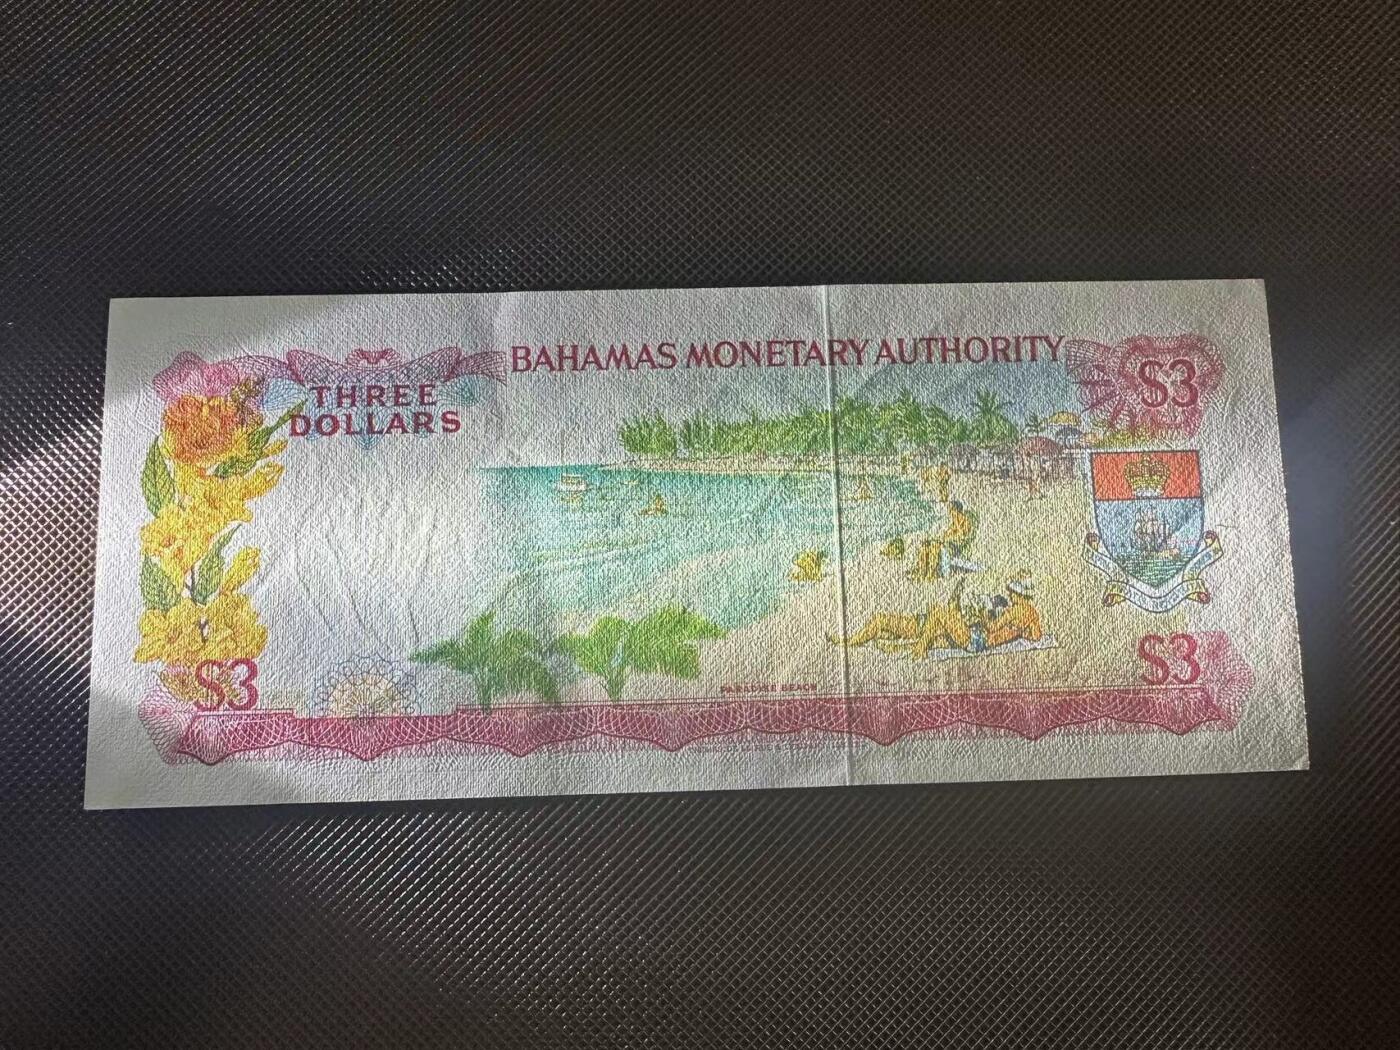 BAHAMAS MONETARY AUTHORITY
$3
THREE
DOLLARS
$3
$3
PARADISE BEACH